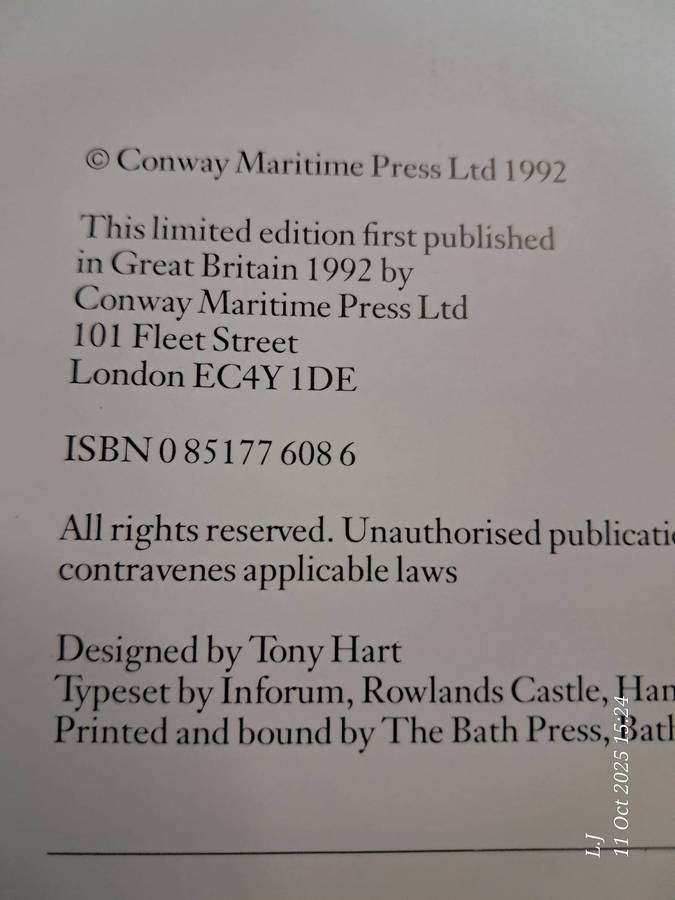 © Conway Maritime Press Ltd 1992
This limited edition first published
in Great Britain 1992 by
Conway Maritime Press Ltd
101 Fleet Street
London EC4Y 1DE
ISBN 0 85177 608 6
All rights reserved. Unauthorised publicati
contravenes applicable laws
Designed by Tony Hart
Typeset by Inforum, Rowlands Castle, Han
Printed and bound by The Bath Press, Bath
L.J
11 Oct 2025 15:24